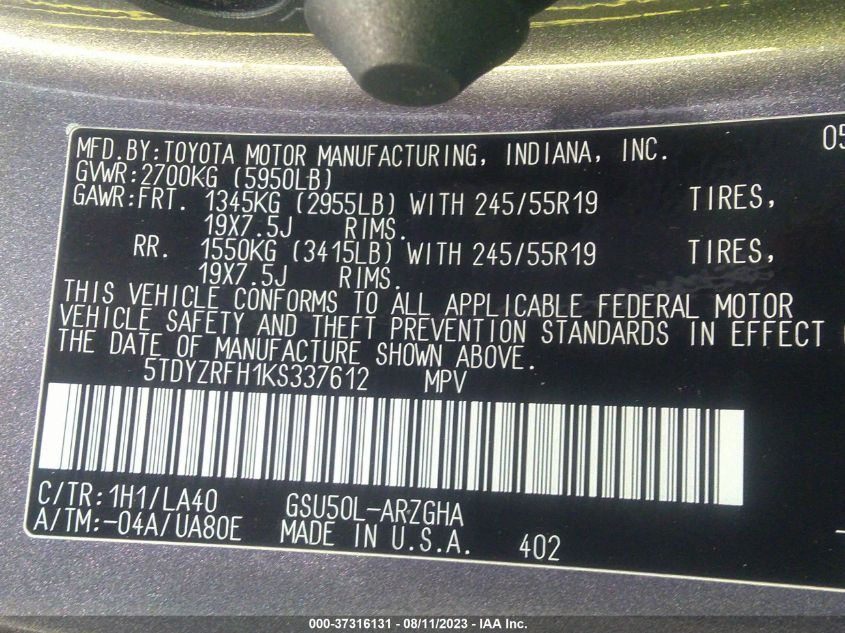 MFD.BY:TOYOTA MOTOR MANUFACTURING, INDIANA, INC. 05
GVWR:2700KG (5950LB)
GAWR:FRT. 1345KG (2955LB) WITH 245/55R19 TIRES,
19X7.5J RIMS.
RR. 1550KG (3415LB) WITH 245/55R19 TIRES,
19X7.5J RIMS.
THIS VEHICLE CONFORMS TO ALL APPLICABLE FEDERAL MOTOR
VEHICLE SAFETY AND THEFT PREVENTION STANDARDS IN EFFECT
THE DATE OF MANUFACTURE SHOWN ABOVE.
5TDYZRFH1KS337612 MPV
C/TR:1H1/LA40 GSU50L-ARZGHA
A/TM:-04A/UA80E MADE IN U.S.A. 402
000-37316131 - 08/11/2023 - IAA Inc.